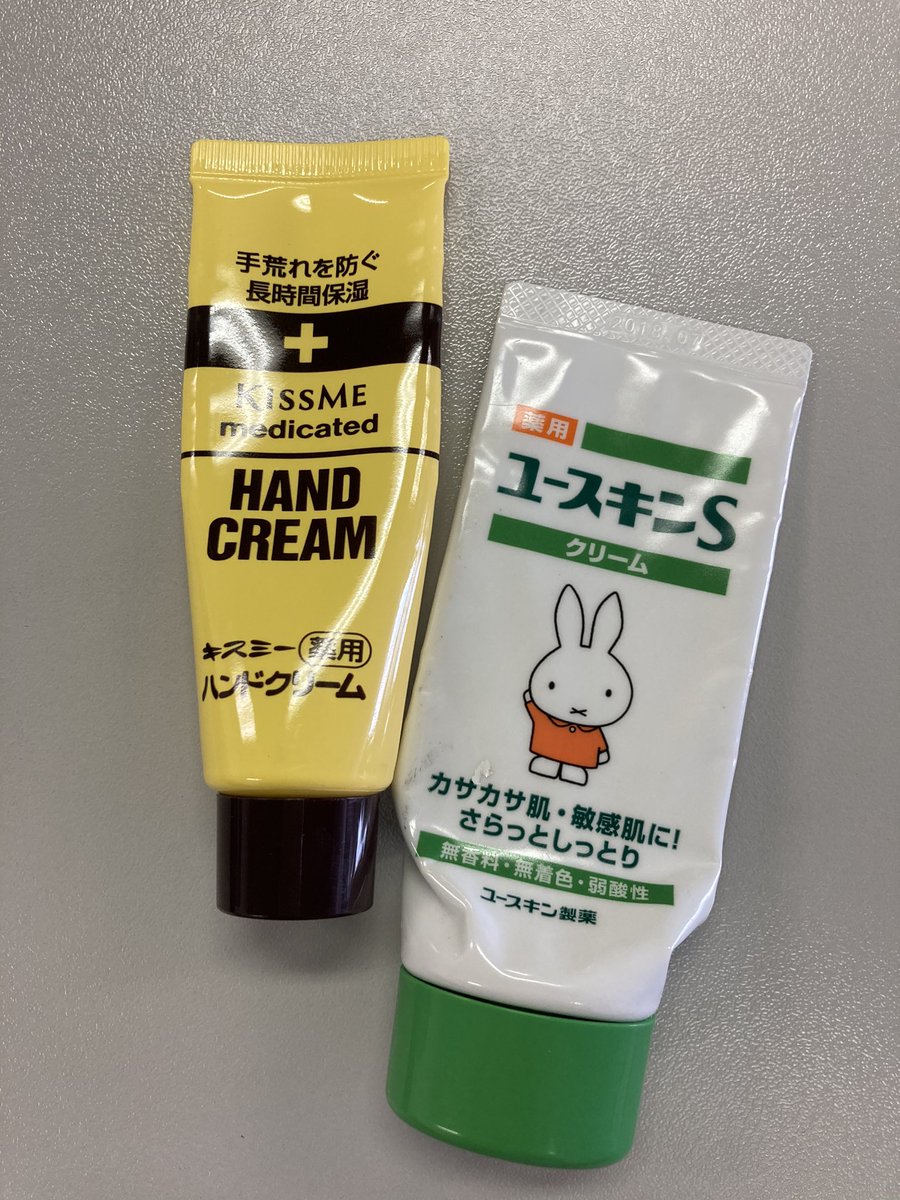 手荒れを防ぐ
長時間保湿
KISSME
medicated
HAND
CREAM
キスミー 薬用
ハンドクリーム
2018.07
薬用
ユースキンS
クリーム
カサカサ肌・敏感肌に!
さらっとしっとり
無香料・無着色・弱酸性
ユースキン製薬